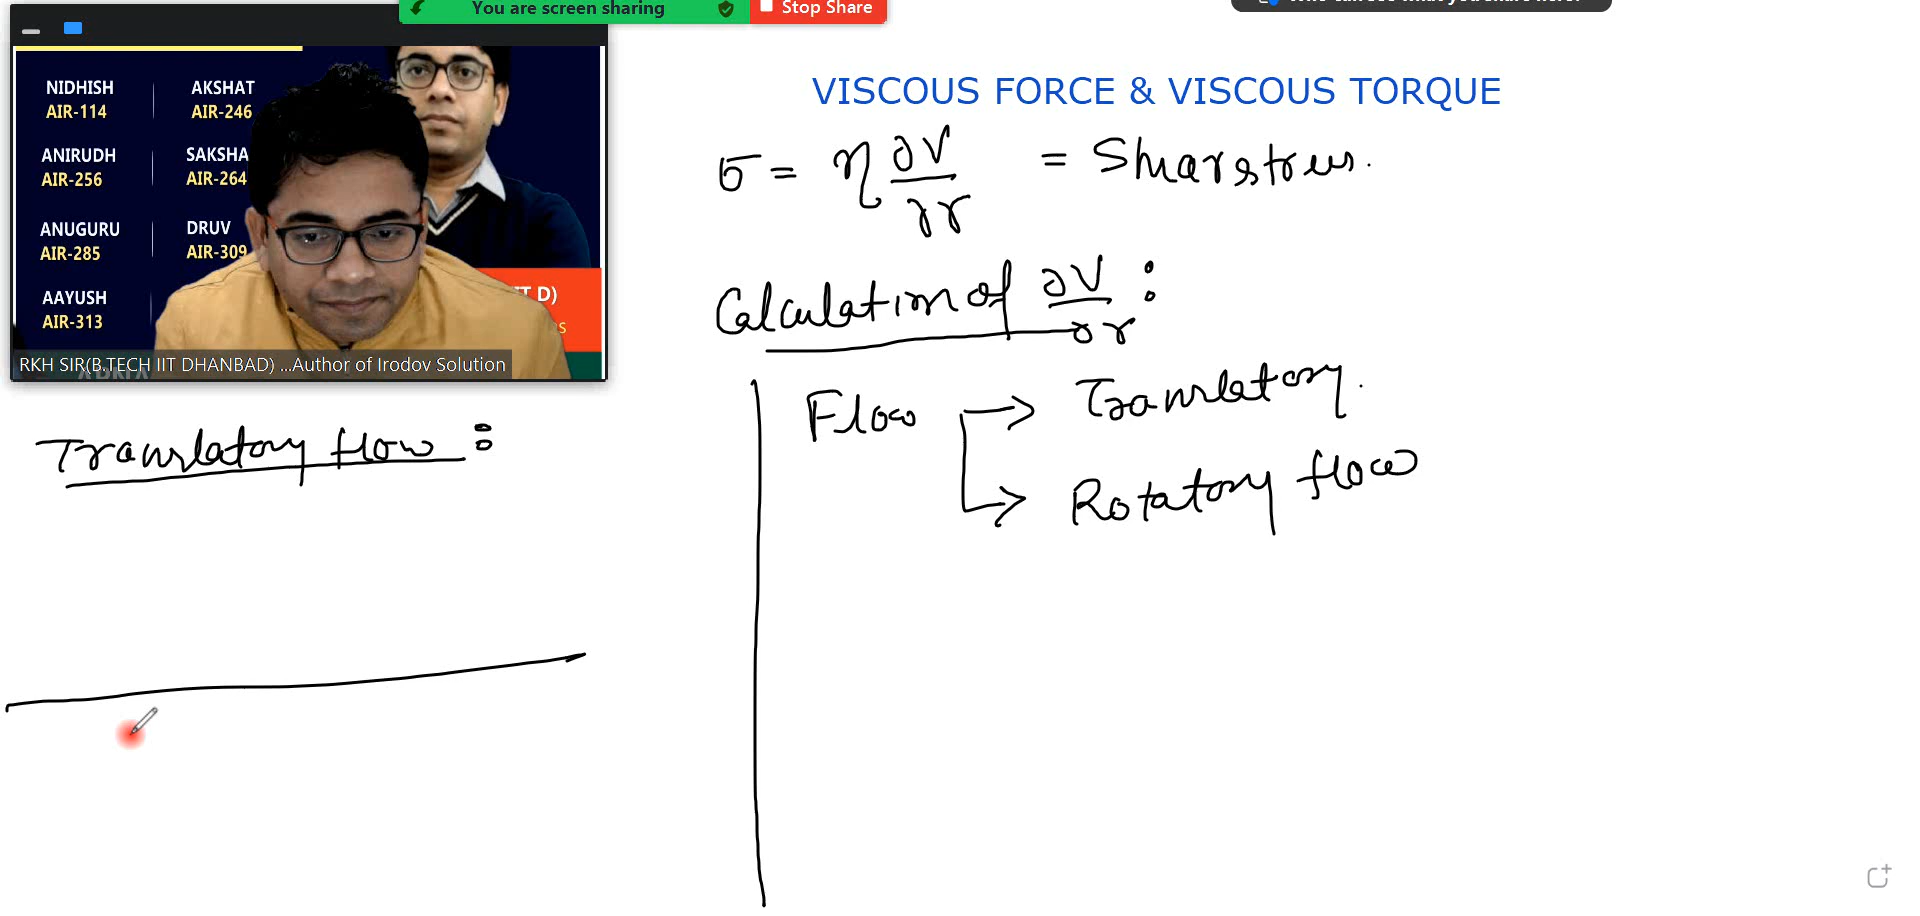 You are screen sharing
Stop Share
NIDHISH
AIR-114
AKSHAT
AIR-246
ANIRUDH
AIR-256
SAKSHA
AIR-264
ANUGURU
AIR-285
DRUV
AIR-309
AAYUSH
AIR-313
IT D)
RKH SIR(B.TECH IIT DHANBAD) ...Author of Irodov Solution
VISCOUS FORCE & VISCOUS TORQUE
σ = η ∂V/∂r = Shear stress.
Calculation of ∂V/∂r :
Flow → Translatory.
→ Rotatory flow
Translatory flow :